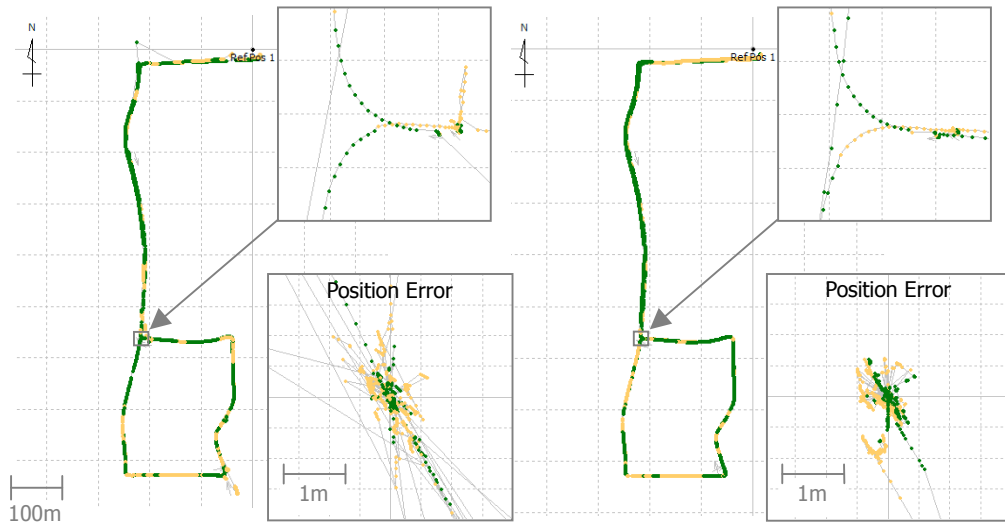 N
Ref Pos 1
Position Error
1m
100m
N
Ref Pos 1
Position Error
1m